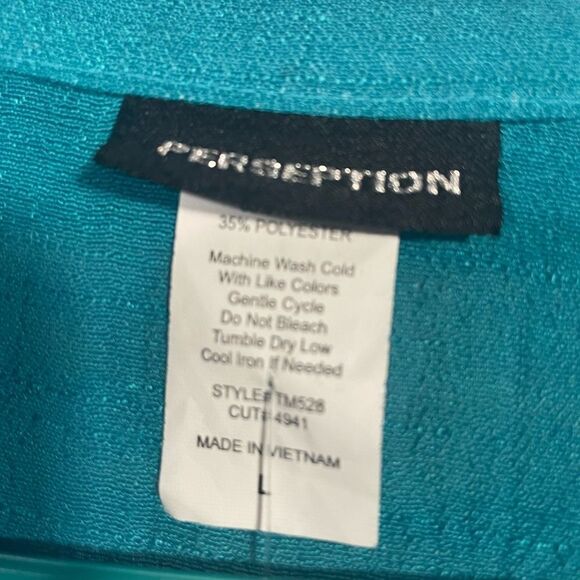 PERSEPTION
35% POLYESTER
Machine Wash Cold
With Like Colors
Gentle Cycle
Do Not Bleach
Tumble Dry Low
Cool Iron If Needed
STYLE# TM528
CUT# 4941
MADE IN VIETNAM
L